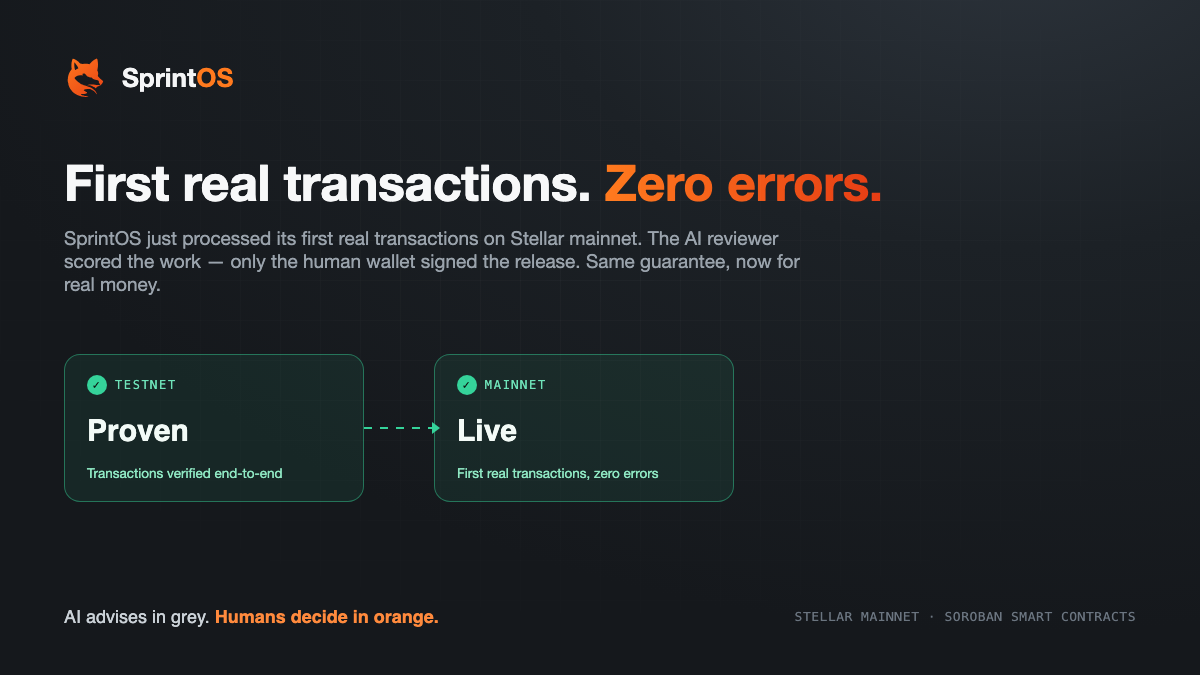 SprintOS
First real transactions. Zero errors.
SprintOS just processed its first real transactions on Stellar mainnet. The AI reviewer
scored the work — only the human wallet signed the release. Same guarantee, now for
real money.
✓ TESTNET
Proven
Transactions verified end-to-end
✓ MAINNET
Live
First real transactions, zero errors
AI advises in grey. Humans decide in orange.
STELLAR MAINNET · SOROBAN SMART CONTRACTS